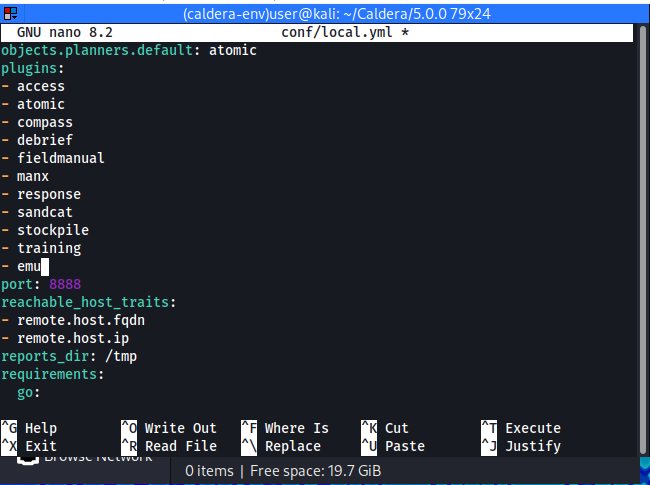 (caldera-env)user@kali: ~/Caldera/5.0.0 79x24
GNU nano 8.2 conf/local.yml *
objects.planners.default: atomic
plugins:
- access
- atomic
- compass
- debrief
- fieldmanual
- manx
- response
- sandcat
- stockpile
- training
- emu
port: 8888
reachable_host_traits:
- remote.host.fqdn
- remote.host.ip
reports_dir: /tmp
requirements:
go:
^G Help ^O Write Out ^F Where Is ^K Cut ^T Execute
^X Exit ^R Read File ^\ Replace ^U Paste ^J Justify
Browse Network
0 items | Free space: 19.7 GiB